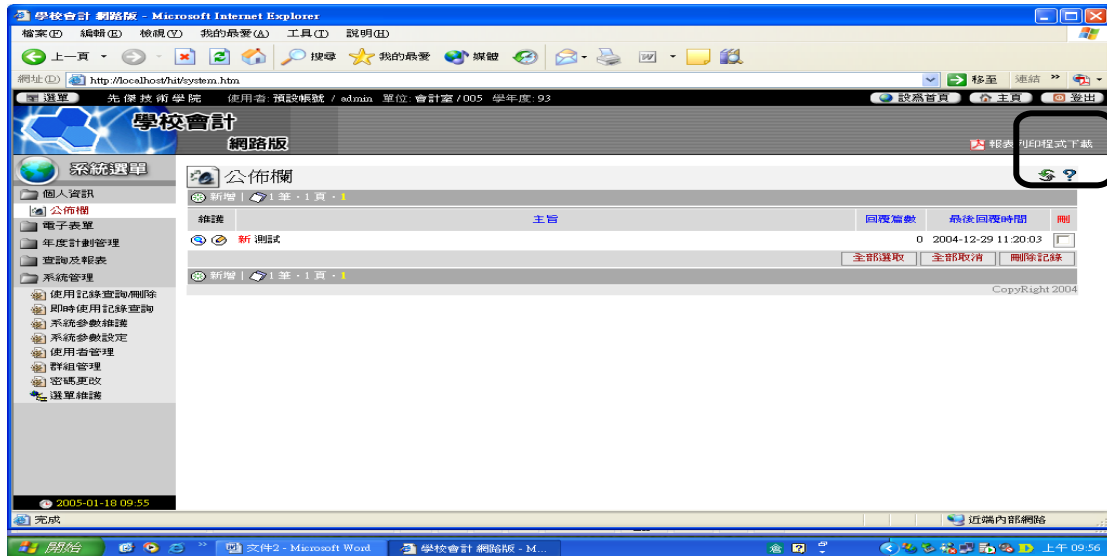 學校會計 網路版 - Microsoft Internet Explorer
檔案(F) 編輯(E) 檢視(V) 我的最愛(A) 工具(T) 說明(H)
上一頁 搜尋 我的最愛 媒體
網址(D) http://localhost/hit/system.htm 移至 連結 »
選單 先傑技術學院 使用者:預設帳號 / admin 單位:會計室/005 學年度:93 設為首頁 主頁 登出
學校會計
網路版
報表列印程式下載
系統選單
個人資訊
公佈欄
電子表單
年度計劃管理
查詢及報表
系統管理
使用記錄查詢/刪除
即時使用記錄查詢
系統參數維護
系統參數設定
使用者管理
群組管理
密碼更改
選單維護
2005-01-18 09:55
公佈欄 ?
新增 | 1 筆·1 頁·1
維護 主旨 回覆篇數 最後回覆時間 刪
新 測試 0 2004-12-29 11:20:03
全部選取 全部取消 刪除記錄
新增 | 1 筆·1 頁·1
CopyRight 2004
完成 近端內部網路
開始 » 文件2 - Microsoft Word 學校會計 網路版 - M... 上午 09:56